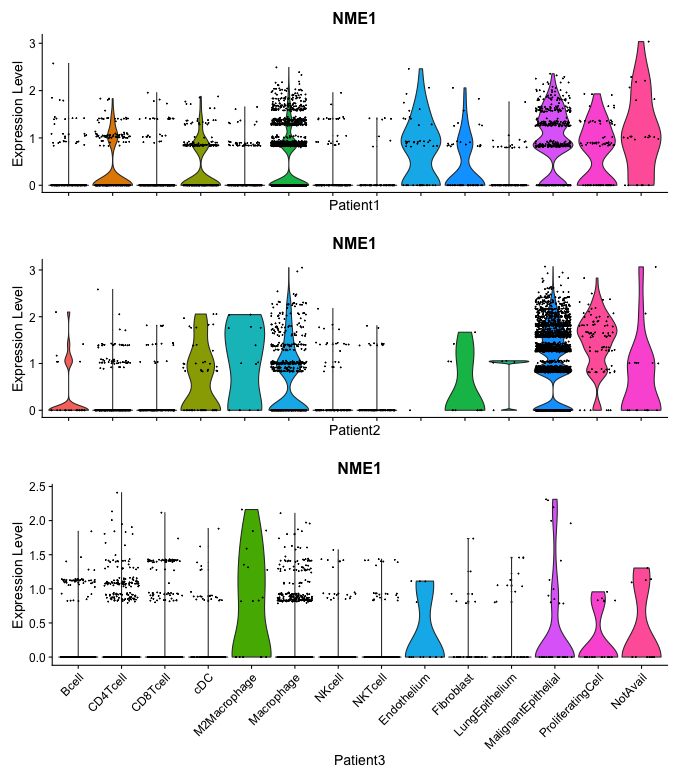 NME1
Expression Level
3
2
1
0
Patient1
NME1
Expression Level
3
2
1
0
Patient2
NME1
Expression Level
2.5
2.0
1.5
1.0
0.5
0.0
Bcell
CD4Tcell
CD8Tcell
cDC
M2Macrophage
Macrophage
NKcell
NKTcell
Endothelium
Fibroblast
LungEpithelium
MalignantEpithelial
ProliferatingCell
NotAvail
Patient3